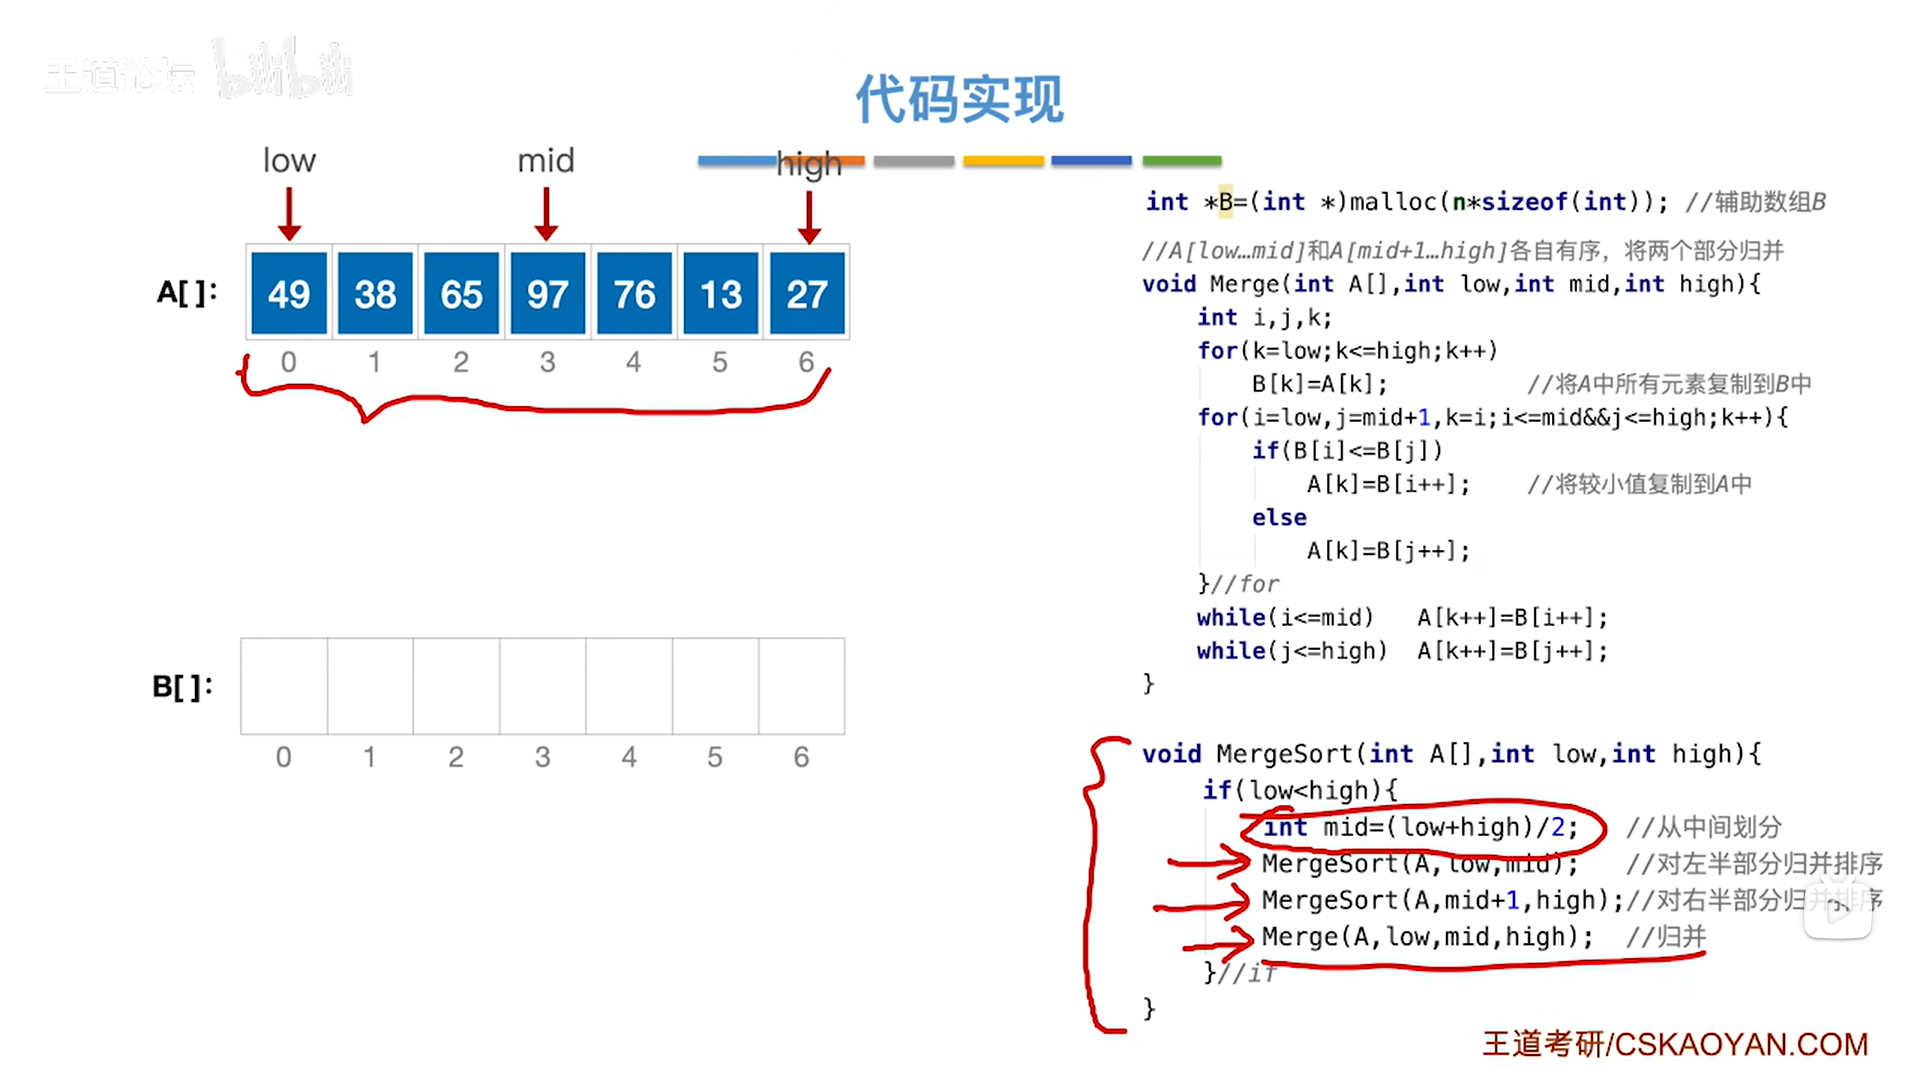 王道论坛 bilibili
代码实现
low mid high
A[ ]: 49 38 65 97 76 13 27
0 1 2 3 4 5 6
B[ ]:
0 1 2 3 4 5 6
int *B=(int *)malloc(n*sizeof(int)); //辅助数组B
//A[low…mid]和A[mid+1…high]各自有序，将两个部分归并
void Merge(int A[],int low,int mid,int high){
int i,j,k;
for(k=low;k<=high;k++)
B[k]=A[k]; //将A中所有元素复制到B中
for(i=low,j=mid+1,k=i;i<=mid&&j<=high;k++){
if(B[i]<=B[j])
A[k]=B[i++]; //将较小值复制到A中
else
A[k]=B[j++];
}//for
while(i<=mid) A[k++]=B[i++];
while(j<=high) A[k++]=B[j++];
}
void MergeSort(int A[],int low,int high){
if(low<high){
int mid=(low+high)/2; //从中间划分
MergeSort(A,low,mid); //对左半部分归并排序
MergeSort(A,mid+1,high);//对右半部分归并排序
Merge(A,low,mid,high); //归并
}//if
}
王道考研/CSKAOYAN.COM